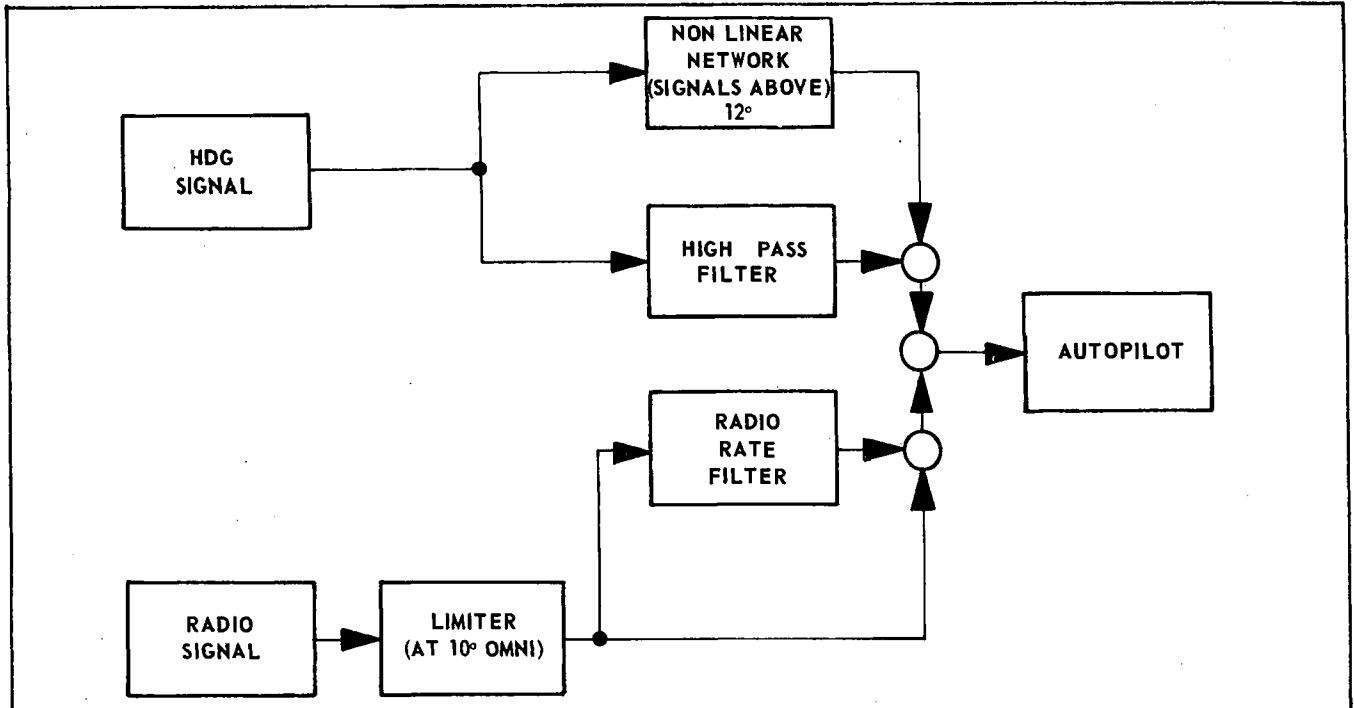 NON LINEAR
NETWORK
(SIGNALS ABOVE)
12°
HDG
SIGNAL
HIGH PASS
FILTER
AUTOPILOT
RADIO
RATE
FILTER
RADIO
SIGNAL
LIMITER
(AT 10° OMNI)